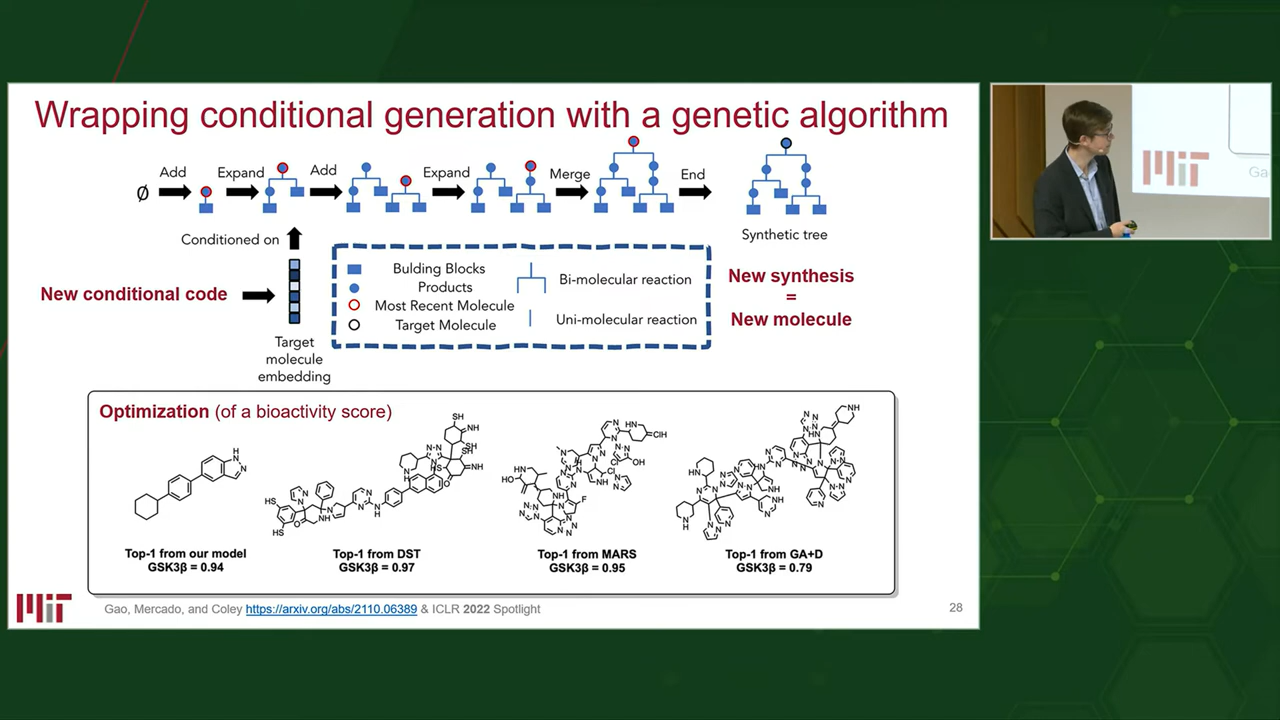 Wrapping conditional generation with a genetic algorithm
Ø
Add
Expand
Add
Expand
Merge
End
Conditioned on
Synthetic tree
New conditional code
Target
molecule
embedding
Bulding Blocks
Products
Most Recent Molecule
Target Molecule
Bi-molecular reaction
Uni-molecular reaction
New synthesis
=
New molecule
Optimization (of a bioactivity score)
Top-1 from our model
GSK3β = 0.94
Top-1 from DST
GSK3β = 0.97
Top-1 from MARS
GSK3β = 0.95
Top-1 from GA+D
GSK3β = 0.79
MIT
Gao, Mercado, and Coley https://arxiv.org/abs/2110.06389 & ICLR 2022 Spotlight
28
MIT
Ga